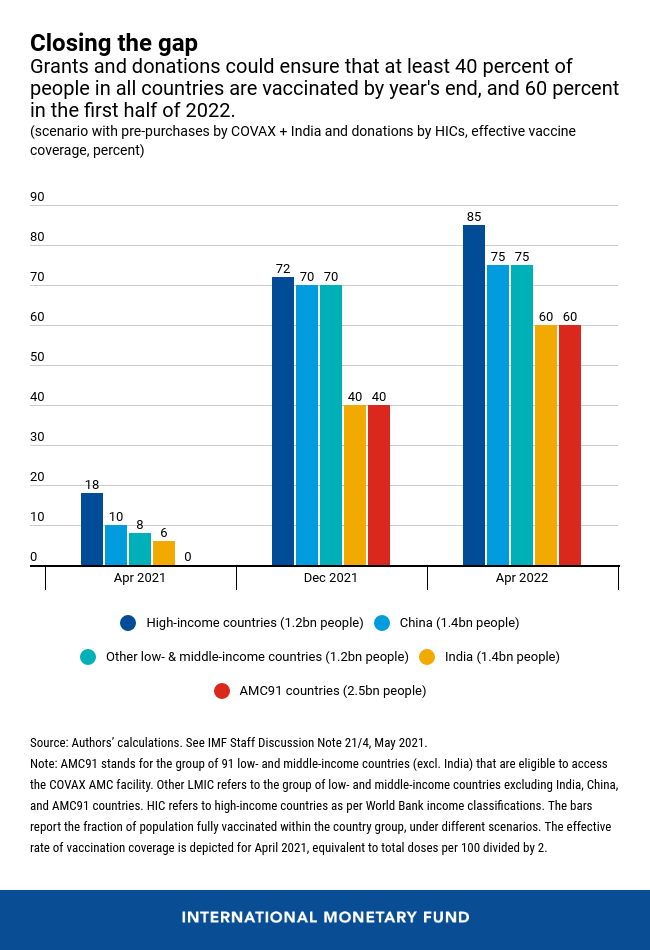 Closing the gap
Grants and donations could ensure that at least 40 percent of
people in all countries are vaccinated by year's end, and 60 percent
in the first half of 2022.
(scenario with pre-purchases by COVAX + India and donations by HICs, effective vaccine
coverage, percent)
90
80
70
60
50
40
30
20
10
0
18
10
8
6
0
72
70
70
40
40
85
75
75
60
60
Apr 2021
Dec 2021
Apr 2022
High-income countries (1.2bn people)
China (1.4bn people)
Other low- & middle-income countries (1.2bn people)
India (1.4bn people)
AMC91 countries (2.5bn people)
Source: Authors’ calculations. See IMF Staff Discussion Note 21/4, May 2021.
Note: AMC91 stands for the group of 91 low- and middle-income countries (excl. India) that are eligible to access
the COVAX AMC facility. Other LMIC refers to the group of low- and middle-income countries excluding India, China,
and AMC91 countries. HIC refers to high-income countries as per World Bank income classifications. The bars
report the fraction of population fully vaccinated within the country group, under different scenarios. The effective
rate of vaccination coverage is depicted for April 2021, equivalent to total doses per 100 divided by 2.
INTERNATIONAL MONETARY FUND